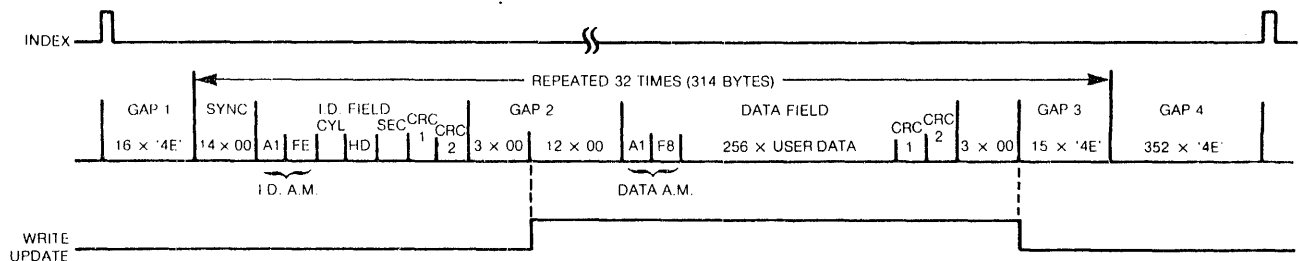 INDEX
REPEATED 32 TIMES (314 BYTES)
GAP 1 SYNC I.D. FIELD GAP 2 DATA FIELD GAP 3 GAP 4
CYL SEC CRC 1 CRC 2 CRC 1 CRC 2
16 × '4E' 14 × 00 A1 FE HD 3 × 00 12 × 00 A1 F8 256 × USER DATA 3 × 00 15 × '4E' 352 × '4E'
I.D. A.M. DATA A.M.
WRITE
UPDATE